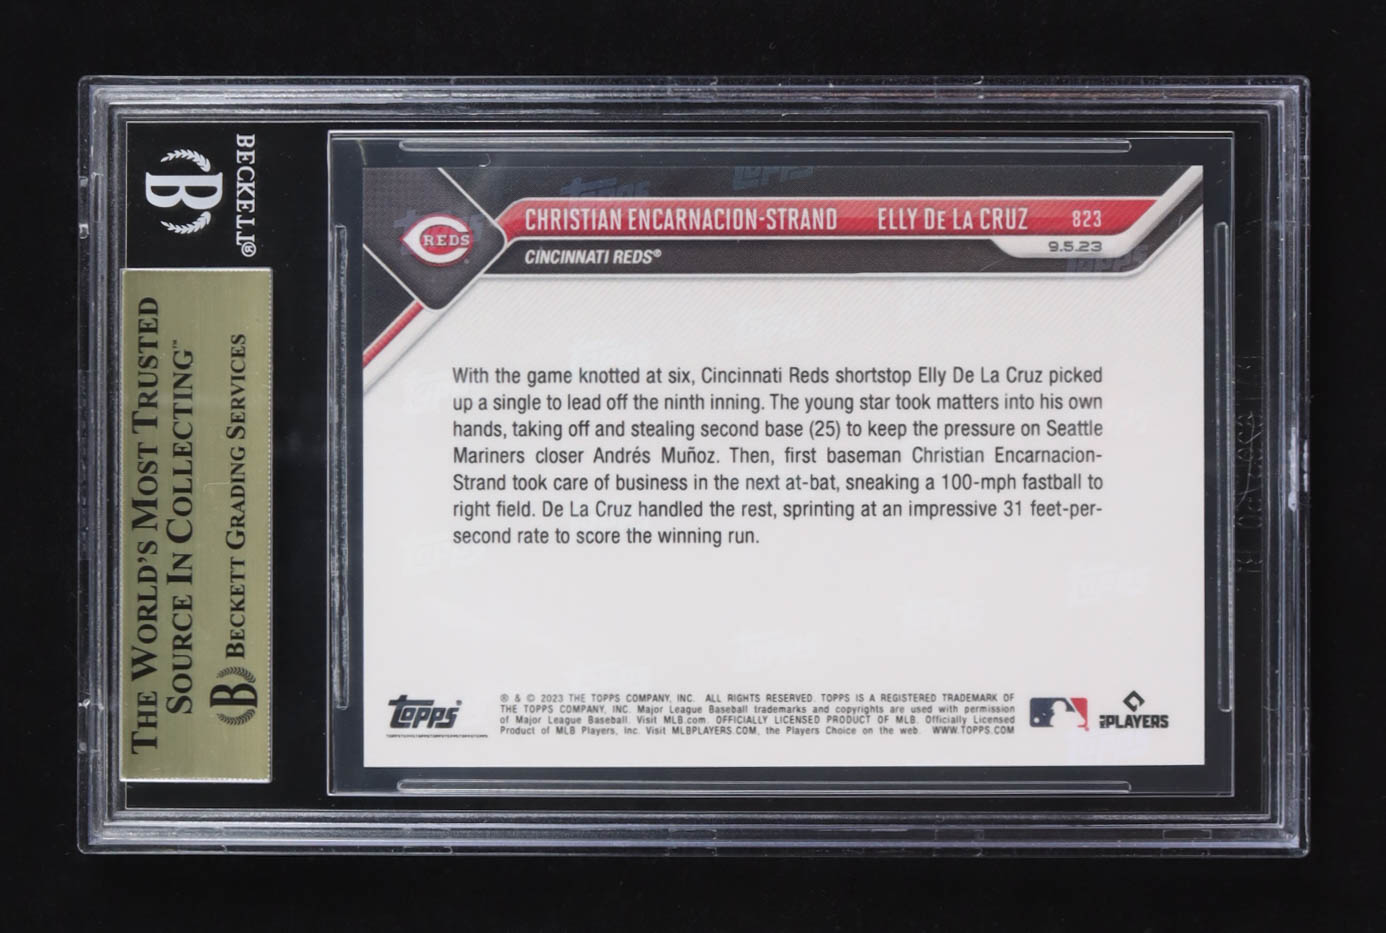 BECKETT®
B
THE WORLD'S MOST TRUSTED
SOURCE IN COLLECTING™
B BECKETT GRADING SERVICES
REDS
CHRISTIAN ENCARNACION-STRAND ELLY DE LA CRUZ 823
CINCINNATI REDS®
9.5.23
With the game knotted at six, Cincinnati Reds shortstop Elly De La Cruz picked
up a single to lead off the ninth inning. The young star took matters into his own
hands, taking off and stealing second base (25) to keep the pressure on Seattle
Mariners closer Andrés Muñoz. Then, first baseman Christian Encarnacion-
Strand took care of business in the next at-bat, sneaking a 100-mph fastball to
right field. De La Cruz handled the rest, sprinting at an impressive 31 feet-per-
second rate to score the winning run.
Topps®
® & © 2023 THE TOPPS COMPANY, INC. ALL RIGHTS RESERVED. TOPPS IS A REGISTERED TRADEMARK OF
THE TOPPS COMPANY, INC. Major League Baseball trademarks and copyrights are used with permission
of Major League Baseball. Visit MLB.com. OFFICIALLY LICENSED PRODUCT OF MLB. Officially Licensed
Product of MLB Players, Inc. Visit MLBPLAYERS.COM, the Players Choice on the web. WWW.TOPPS.COM
PLAYERS